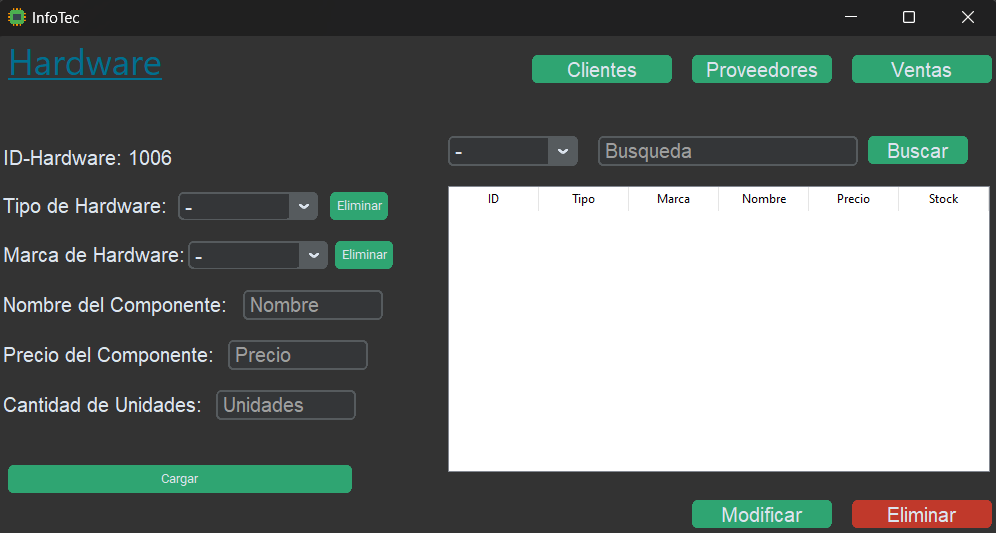 InfoTec
Hardware
Clientes
Proveedores
Ventas
ID-Hardware: 1006
Tipo de Hardware: - Eliminar
Marca de Hardware: - Eliminar
Nombre del Componente: Nombre
Precio del Componente: Precio
Cantidad de Unidades: Unidades
Cargar
- Busqueda Buscar
ID Tipo Marca Nombre Precio Stock
Modificar Eliminar